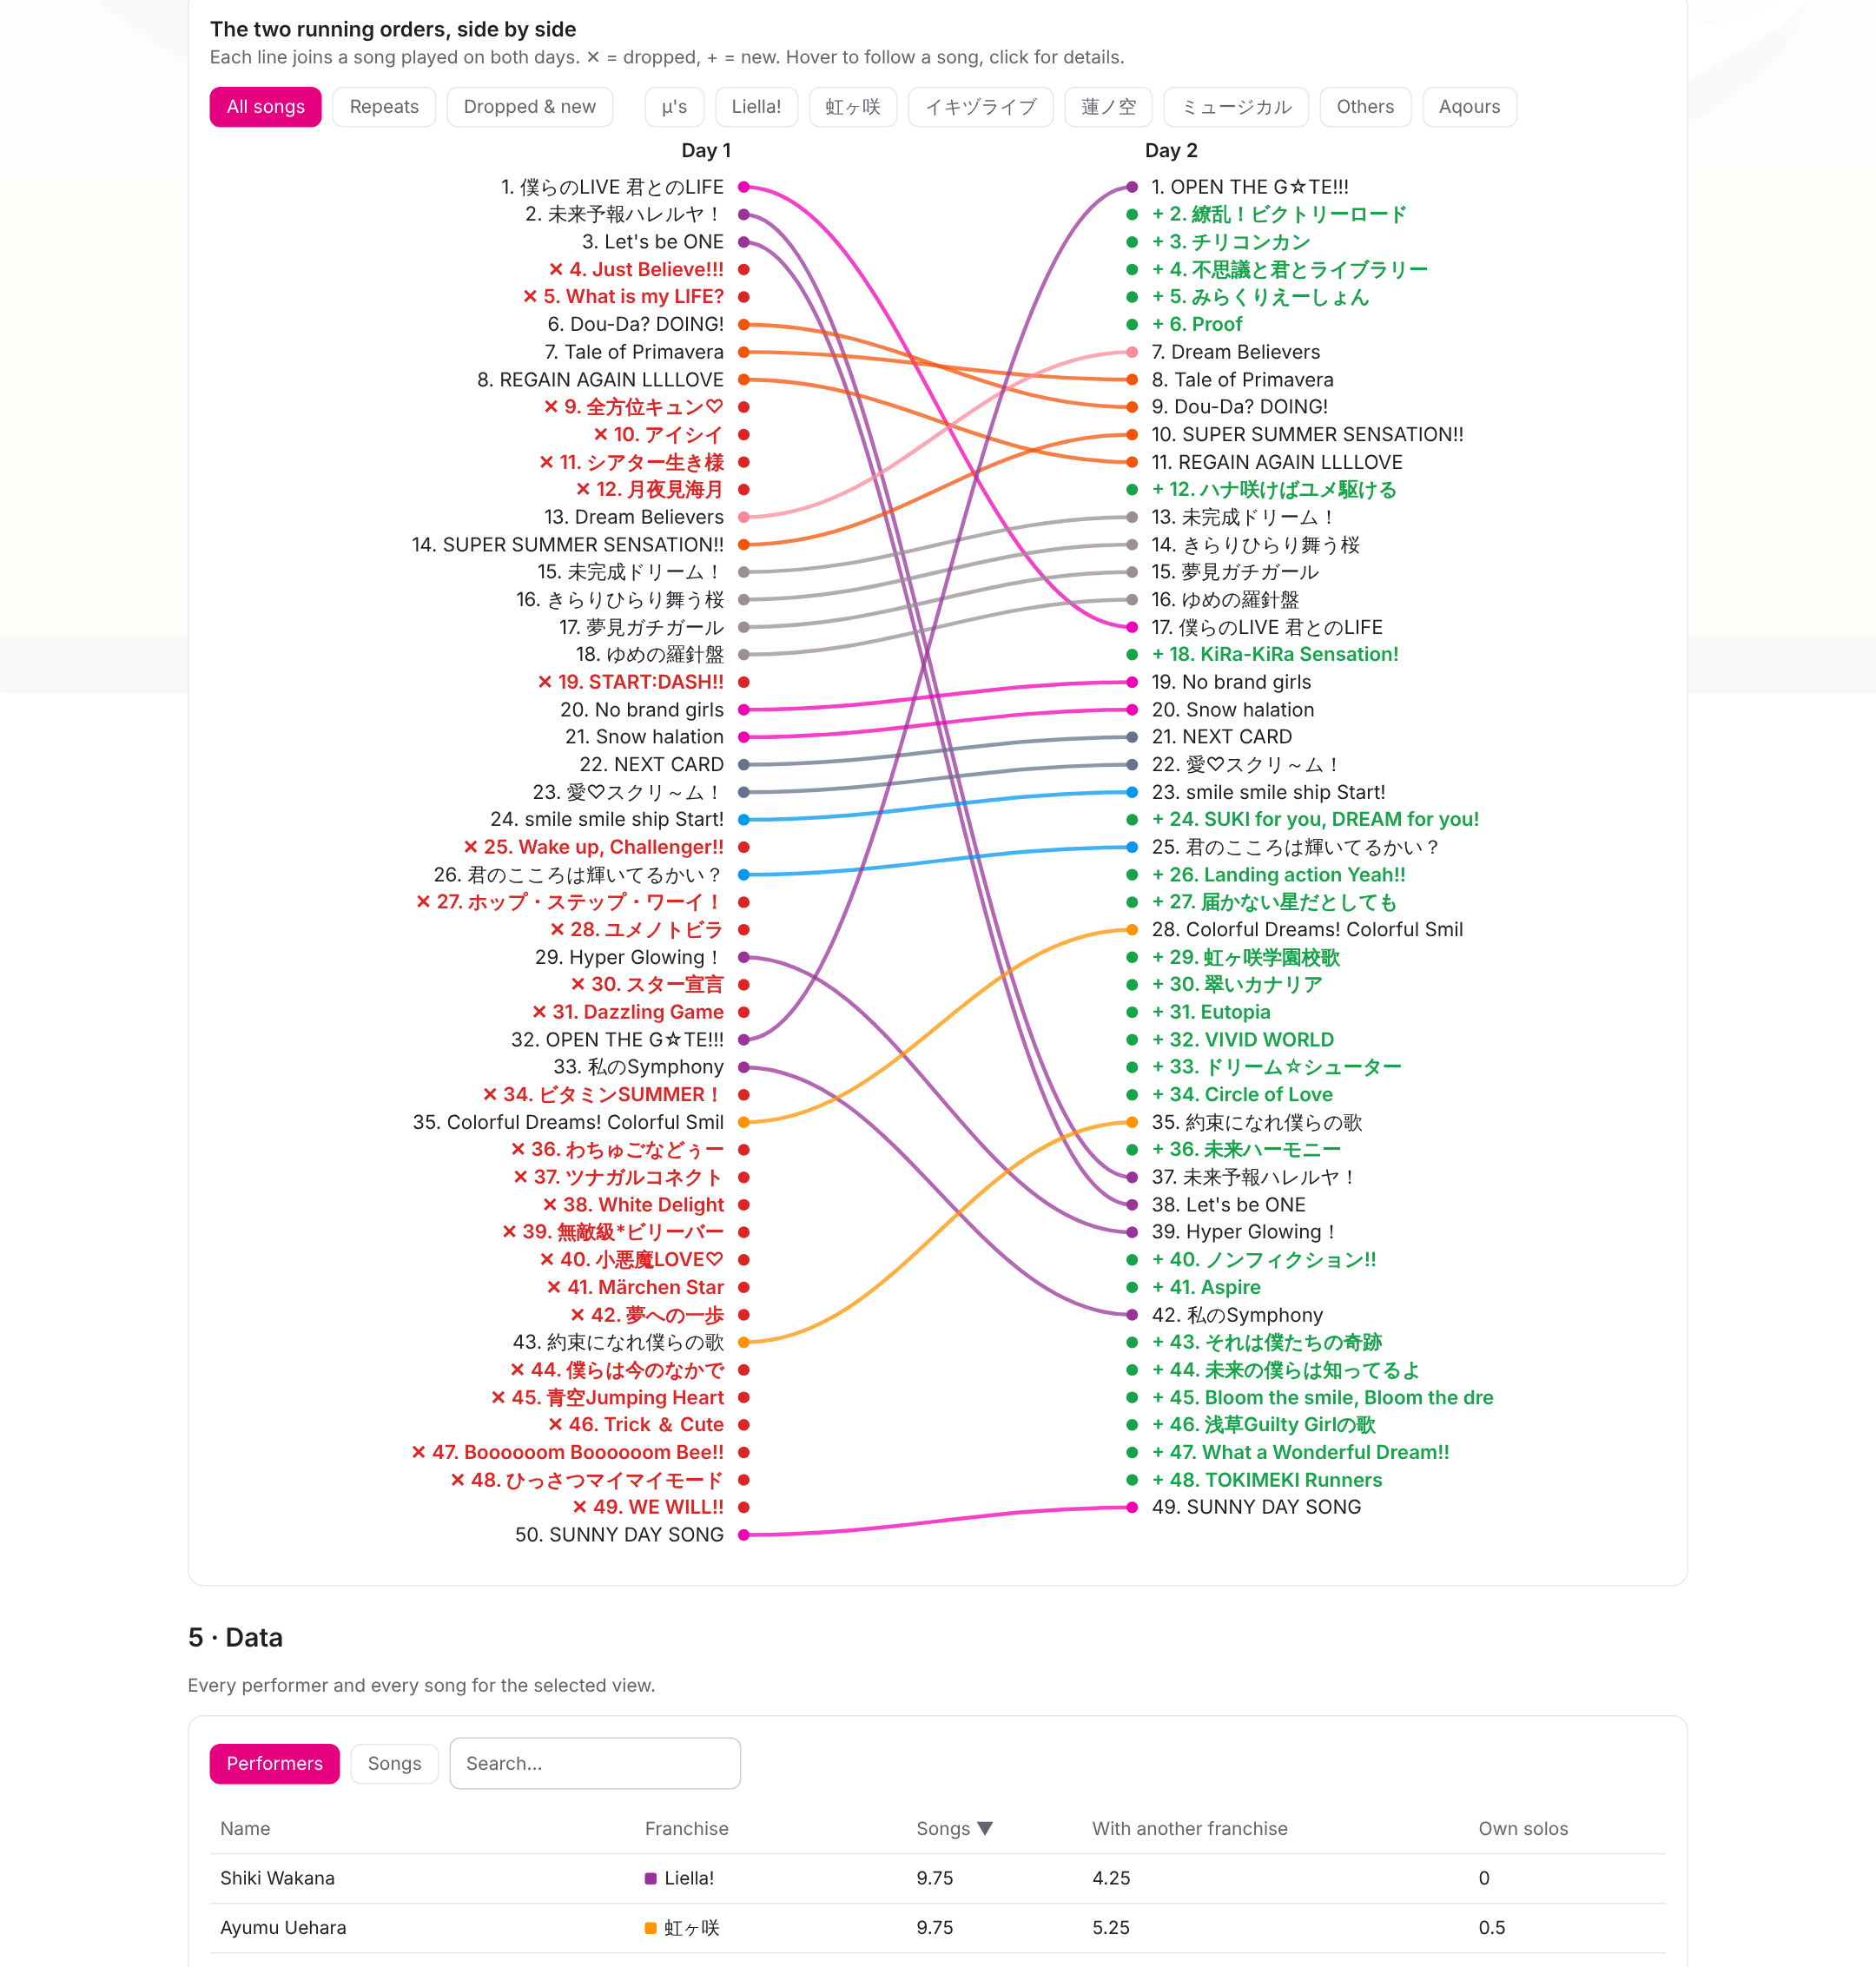 The two running orders, side by side
Each line joins a song played on both days. ✕ = dropped, + = new. Hover to follow a song, click for details.
All songs Repeats Dropped & new μ's Liella! 虹ヶ咲 イキヅライブ 蓮ノ空 ミュージカル Others Aqours
Day 1 Day 2
1. 僕らのLIVE 君とのLIFE 1. OPEN THE G☆TE!!!
2. 未来予報ハレルヤ！ + 2. 繚乱！ビクトリーロード
3. Let's be ONE + 3. チリコンカン
✕ 4. Just Believe!!! + 4. 不思議と君とライブラリー
✕ 5. What is my LIFE? + 5. みらくりえーしょん
6. Dou-Da? DOING! + 6. Proof
7. Tale of Primavera 7. Dream Believers
8. REGAIN AGAIN LLLLOVE 8. Tale of Primavera
✕ 9. 全方位キュン♡ 9. Dou-Da? DOING!
✕ 10. アイシイ 10. SUPER SUMMER SENSATION!!
✕ 11. シアター生き様 11. REGAIN AGAIN LLLLOVE
✕ 12. 月夜見海月 + 12. ハナ咲けばユメ駆ける
13. Dream Believers 13. 未完成ドリーム！
14. SUPER SUMMER SENSATION!! 14. きらりひらり舞う桜
15. 未完成ドリーム！ 15. 夢見ガチガール
16. きらりひらり舞う桜 16. ゆめの羅針盤
17. 夢見ガチガール 17. 僕らのLIVE 君とのLIFE
18. ゆめの羅針盤 + 18. KiRa-KiRa Sensation!
✕ 19. START:DASH!! 19. No brand girls
20. No brand girls 20. Snow halation
21. Snow halation 21. NEXT CARD
22. NEXT CARD 22. 愛♡スクリ～ム！
23. 愛♡スクリ～ム！ 23. smile smile ship Start!
24. smile smile ship Start! + 24. SUKI for you, DREAM for you!
✕ 25. Wake up, Challenger!! 25. 君のこころは輝いてるかい？
26. 君のこころは輝いてるかい？ + 26. Landing action Yeah!!
✕ 27. ホップ・ステップ・ワーイ！ + 27. 届かない星だとしても
✕ 28. ユメノトビラ 28. Colorful Dreams! Colorful Smil
29. Hyper Glowing！ + 29. 虹ヶ咲学園校歌
✕ 30. スター宣言 + 30. 翠いカナリア
✕ 31. Dazzling Game + 31. Eutopia
32. OPEN THE G☆TE!!! + 32. VIVID WORLD
33. 私のSymphony + 33. ドリーム☆シューター
✕ 34. ビタミンSUMMER！ + 34. Circle of Love
35. Colorful Dreams! Colorful Smil 35. 約束になれ僕らの歌
✕ 36. わちゅごなどぅー + 36. 未来ハーモニー
✕ 37. ツナガルコネクト 37. 未来予報ハレルヤ！
✕ 38. White Delight 38. Let's be ONE
✕ 39. 無敵級*ビリーバー 39. Hyper Glowing！
✕ 40. 小悪魔LOVE♡ + 40. ノンフィクション!!
✕ 41. Märchen Star + 41. Aspire
✕ 42. 夢への一歩 42. 私のSymphony
43. 約束になれ僕らの歌 + 43. それは僕たちの奇跡
✕ 44. 僕らは今のなかで + 44. 未来の僕らは知ってるよ
✕ 45. 青空Jumping Heart + 45. Bloom the smile, Bloom the dre
✕ 46. Trick ＆ Cute + 46. 浅草Guilty Girlの歌
✕ 47. Boooooom Boooooom Bee!! + 47. What a Wonderful Dream!!
✕ 48. ひっさつマイマイモード + 48. TOKIMEKI Runners
✕ 49. WE WILL!! 49. SUNNY DAY SONG
50. SUNNY DAY SONG
5 · Data
Every performer and every song for the selected view.
Performers Songs Search...
Name Franchise Songs ▼ With another franchise Own solos
Shiki Wakana Liella! 9.75 4.25 0
Ayumu Uehara 虹ヶ咲 9.75 5.25 0.5